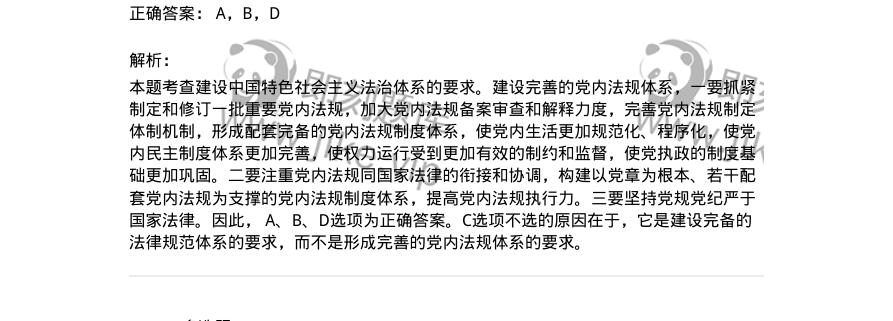 正确答案： A，B，D
解析：
本题考查建设中国特色社会主义法治体系的要求。建设完善的党内法规体系，一要抓紧
制定和修订一批重要党内法规，加大党内法规备案审查和解释力度，完善党内法规制定
体制机制，形成配套完备的党内法规制度体系，使党内生活更加规范化、程序化，使党
内民主制度体系更加完善，使权力运行受到更加有效的制约和监督，使党执政的制度基
础更加巩固。二要注重党内法规同国家法律的衔接和协调，构建以党章为根本、若干配
套党内法规为支撑的党内法规制度体系，提高党内法规执行力。三要坚持党规党纪严于
国家法律。因此， A、B、D选项为正确答案。C选项不选的原因在于，它是建设完备的
法律规范体系的要求，而不是形成完善的党内法规体系的要求。